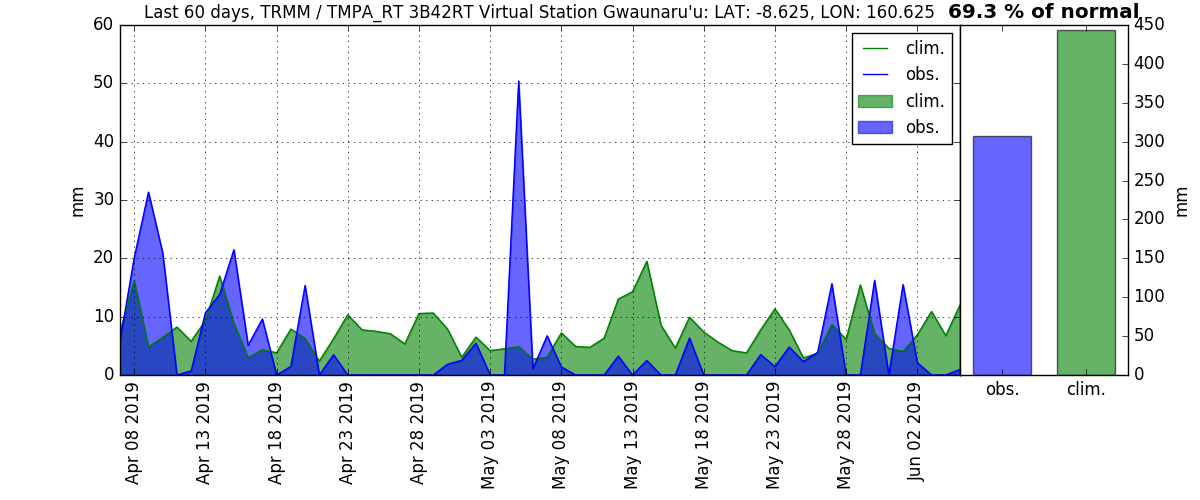 Last 60 days, TRMM / TMPA_RT 3B42RT Virtual Station Gwaunaru'u: LAT: -8.625, LON: 160.625
69.3 % of normal
mm
60
50
40
30
20
10
0
clim.
obs.
clim.
obs.
Apr 08 2019
Apr 13 2019
Apr 18 2019
Apr 23 2019
Apr 28 2019
May 03 2019
May 08 2019
May 13 2019
May 18 2019
May 23 2019
May 28 2019
Jun 02 2019
450
400
350
300
250
200
150
100
50
0
mm
obs.
clim.